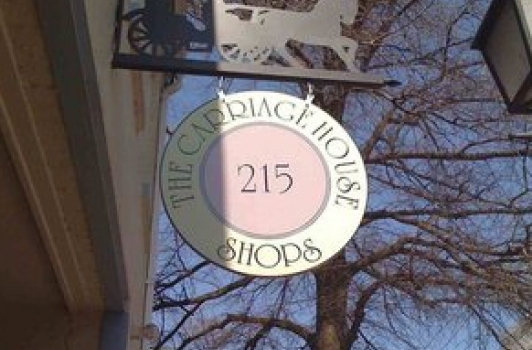 THE CARRIAGE HOUSE
215
SHOPS